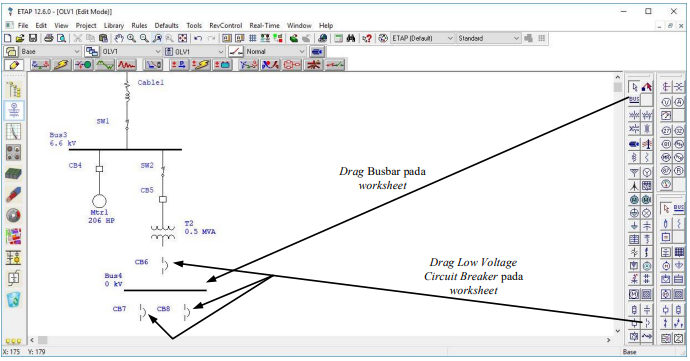 ETAP 12.6.0 - [OLV1 (Edit Mode)]
File Edit View Project Library Rules Defaults Tools RevControl Real-Time Window Help
ETAP (Default) Standard
Base OLV1 OLV1 Normal
Cable1
SW1
Bus3
6.6 kV
CB4 SW2
CB5
Mtr1
206 HP
T2
0.5 MVA
CB6
Bus4
0 kV
CB7 CB8
Drag Busbar pada
worksheet
Drag Low Voltage
Circuit Breaker pada
worksheet
BUS
BUS
X: 175 Y: 179 Base